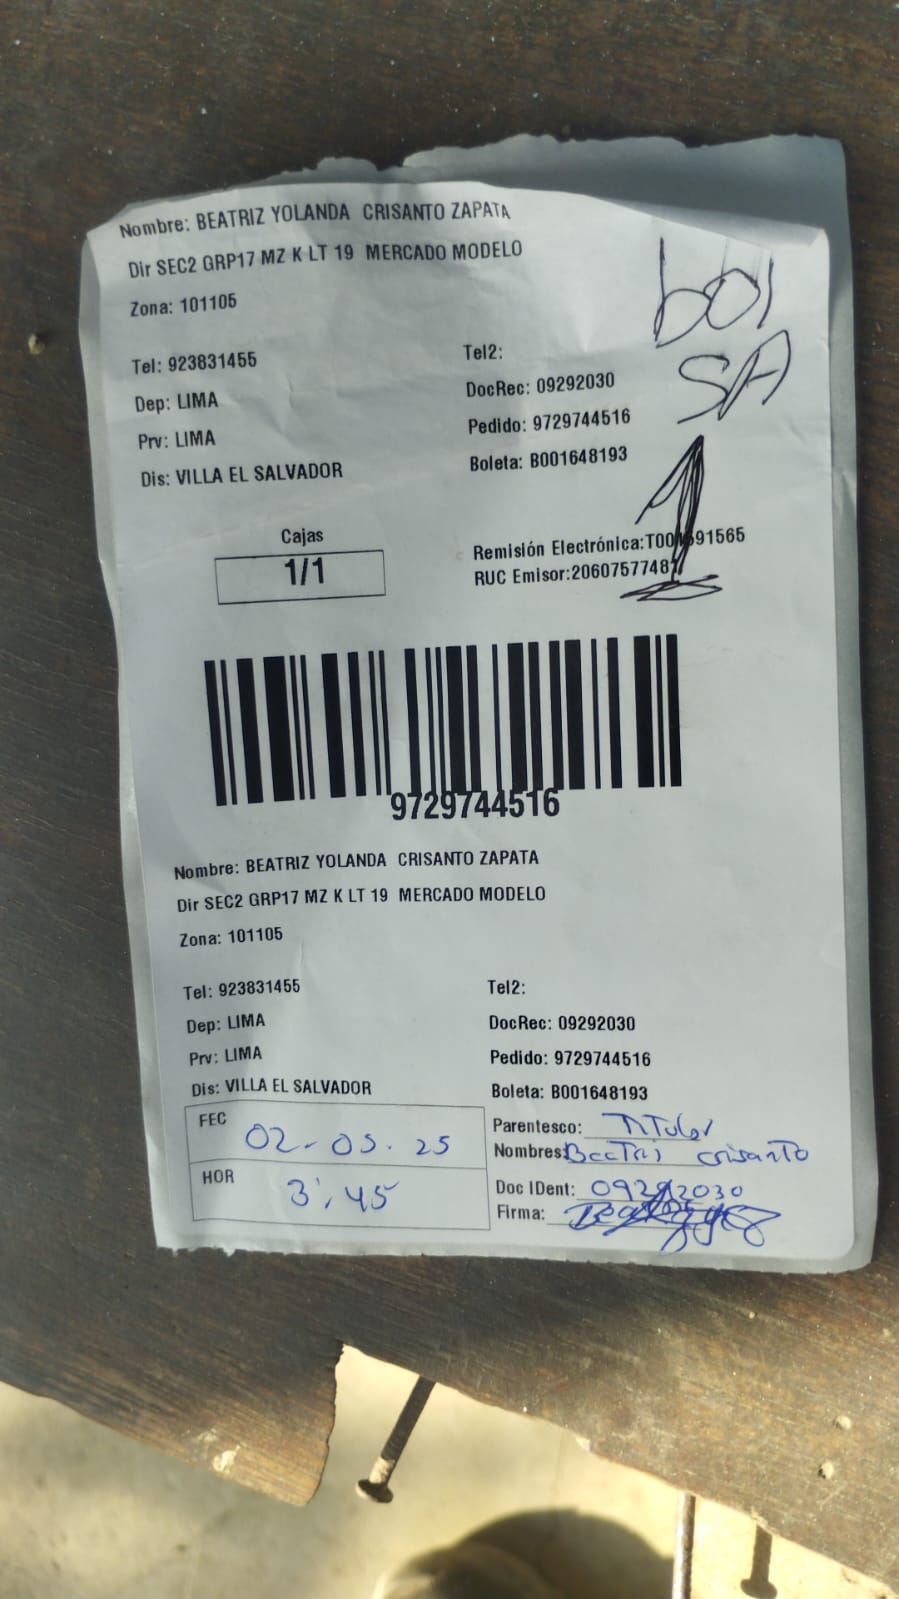 Nombre: BEATRIZ YOLANDA CRISANTO ZAPATA
Dir SEC2 GRP17 MZ K LT 19 MERCADO MODELO
Zona: 101105
bol
SA
1
Tel: 923831455
Tel2:
Dep: LIMA
DocRec: 09292030
Prv: LIMA
Pedido: 9729744516
Dis: VILLA EL SALVADOR
Boleta: B001648193
Cajas
1/1
Remisión Electrónica:
RUC Emisor:
9729744516
Nombre: BEATRIZ YOLANDA CRISANTO ZAPATA
Dir SEC2 GRP17 MZ K LT 19 MERCADO MODELO
Zona: 101105
Tel: 923831455
Tel2:
Dep: LIMA
DocRec: 09292030
Prv: LIMA
Pedido: 9729744516
Dis: VILLA EL SALVADOR
Boleta: B001648193
FEC 02-05.25
HOR 3:45
Parentesco: Titular
Nombres: Beatriz crisanto
Doc IDent: 09292030
Firma: